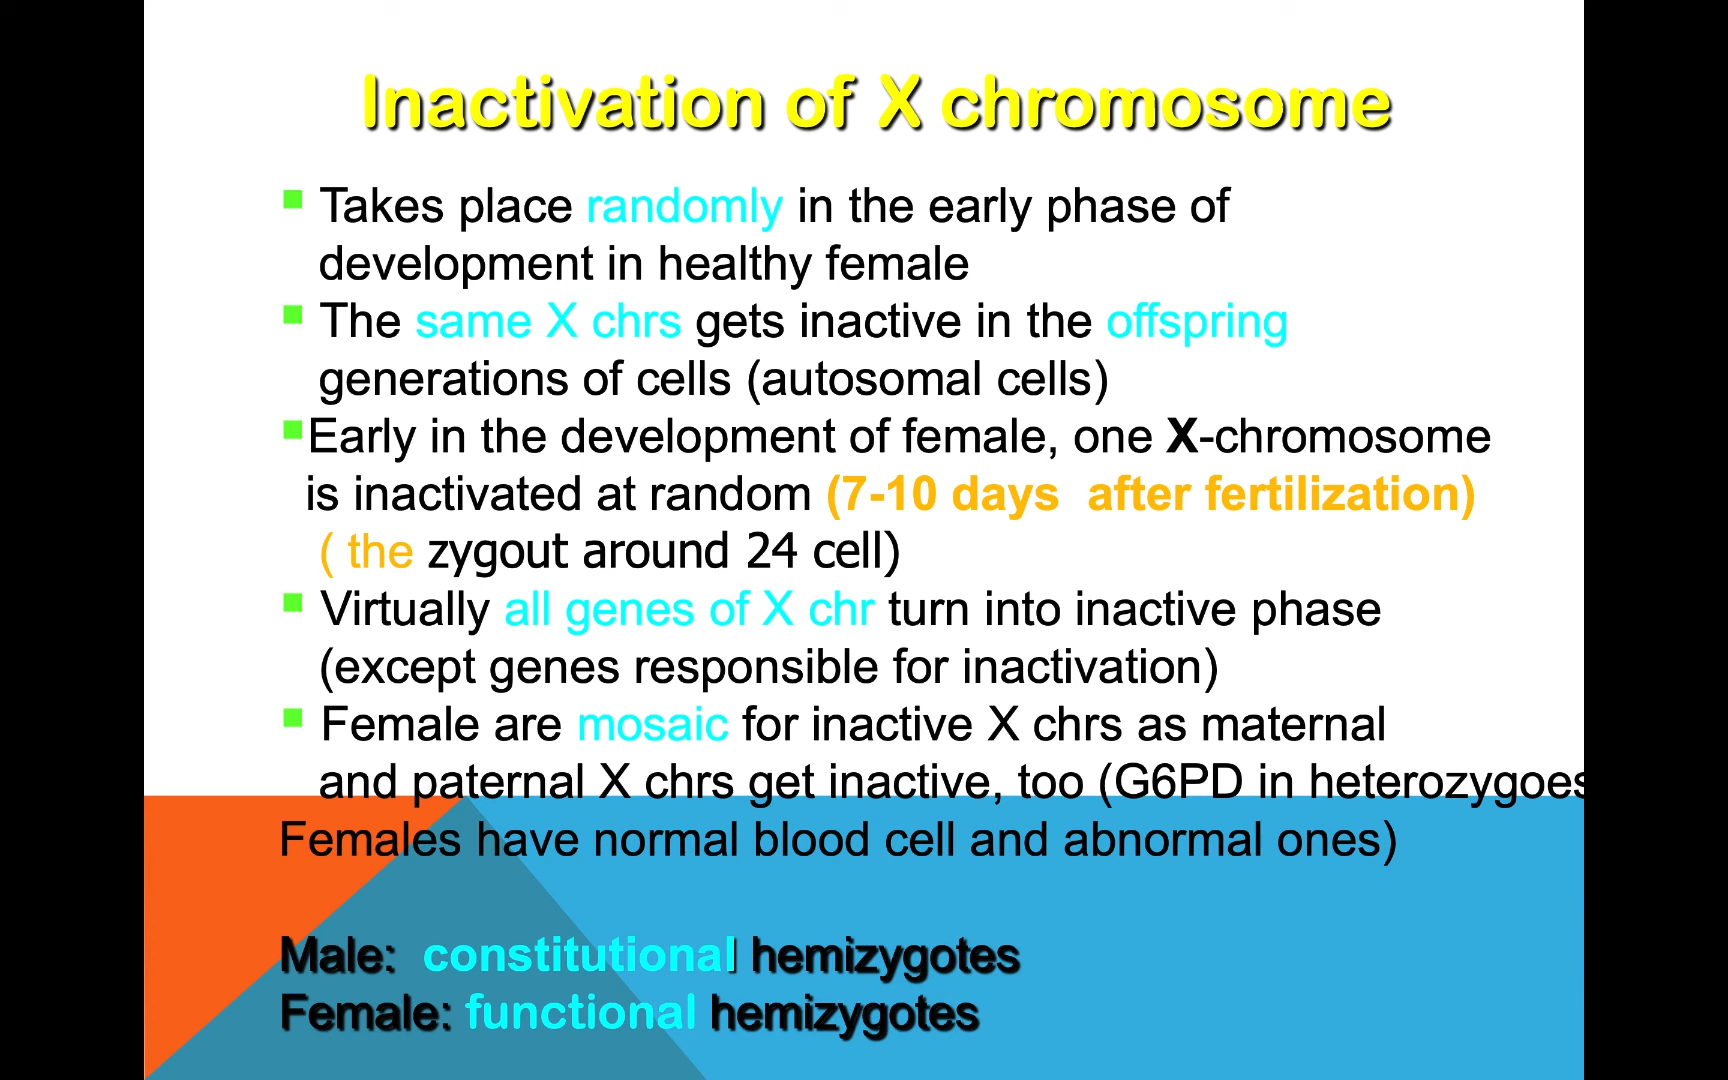 Inactivation of X chromosome
Takes place randomly in the early phase of
development in healthy female
The same X chrs gets inactive in the offspring
generations of cells (autosomal cells)
Early in the development of female, one X-chromosome
is inactivated at random (7-10 days after fertilization)
( the zygout around 24 cell)
Virtually all genes of X chr turn into inactive phase
(except genes responsible for inactivation)
Female are mosaic for inactive X chrs as maternal
and paternal X chrs get inactive, too (G6PD in heterozygoes
Females have normal blood cell and abnormal ones)
Male: constitutional hemizygotes
Female: functional hemizygotes